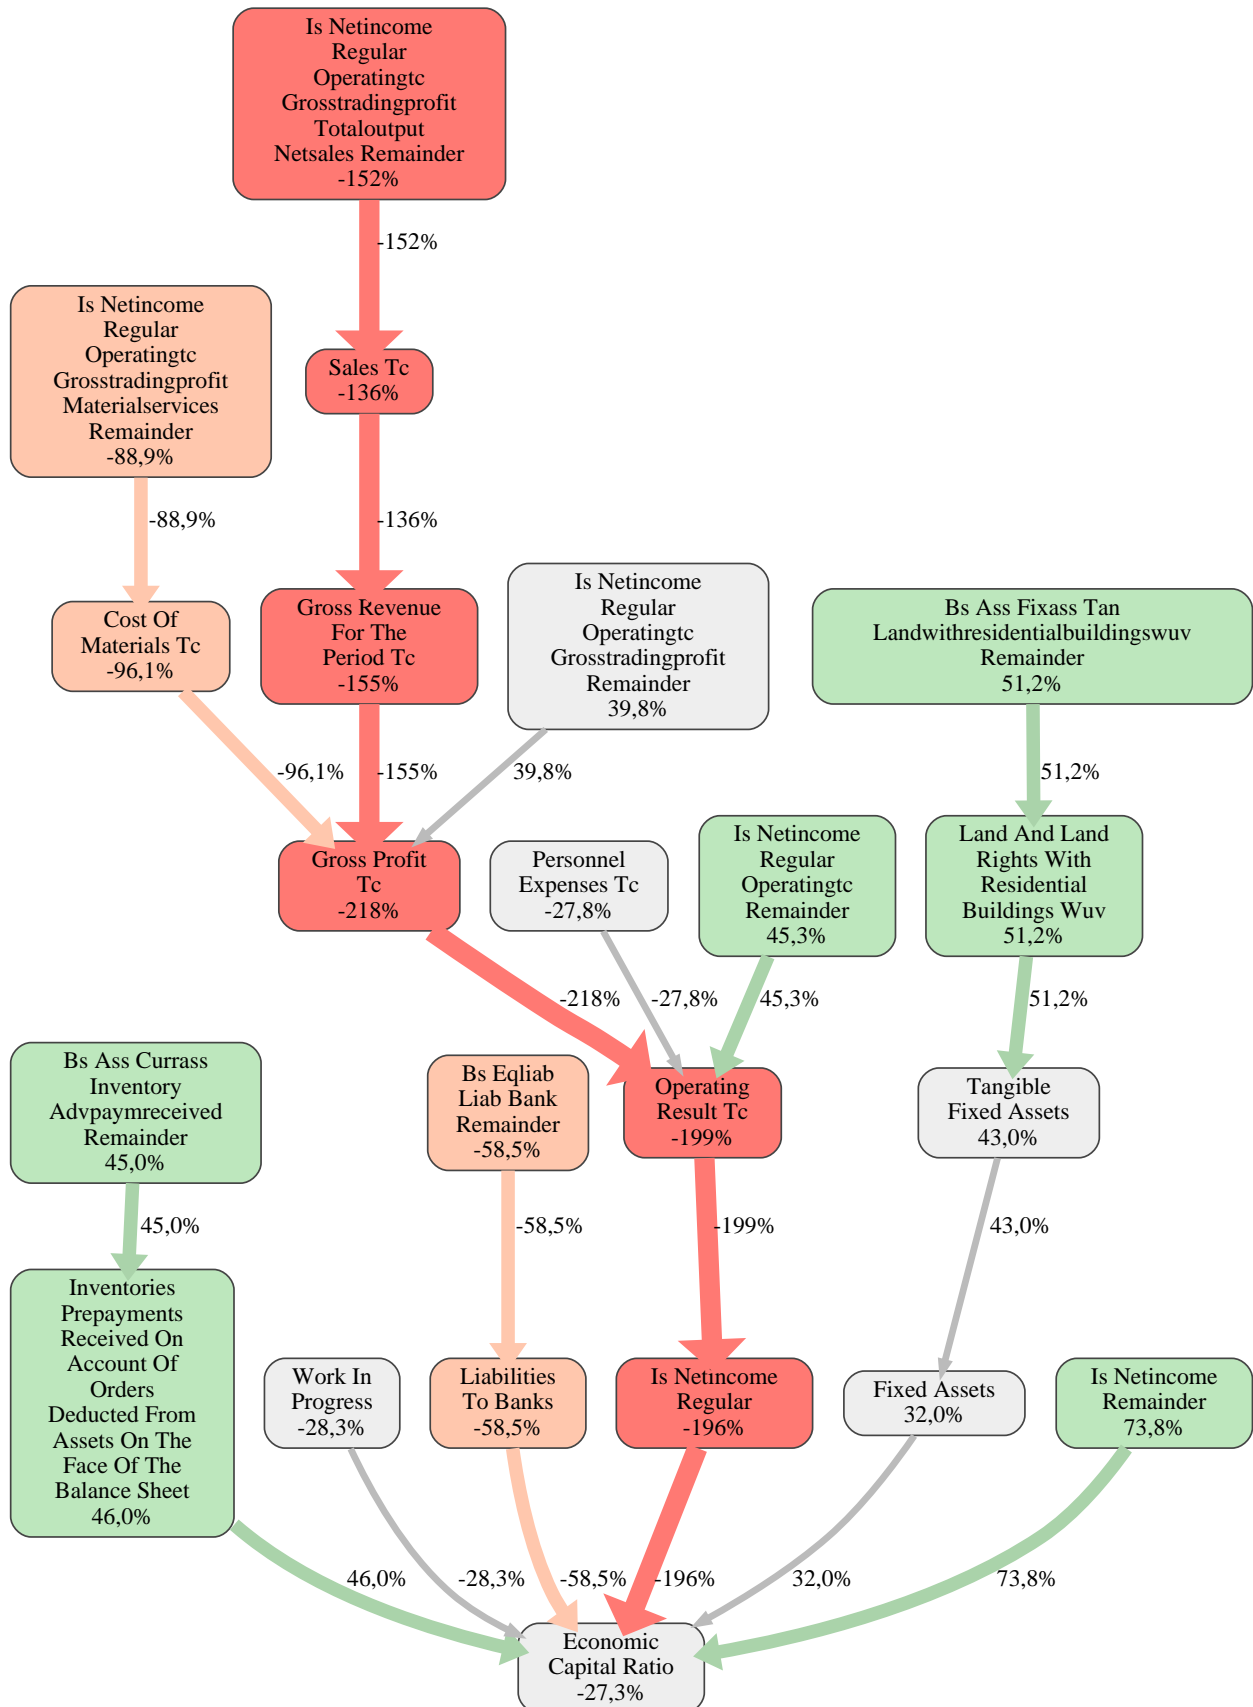 Is Netincome
Regular
Operatingtc
Grosstradingprofit
Totaloutput
Netsales Remainder
-152%
-152%
Is Netincome
Regular
Operatingtc
Grosstradingprofit
Materialservices
Remainder
-88,9%
Sales Tc
-136%
-88,9%
-136%
Cost Of
Materials Tc
-96,1%
Gross Revenue
For The
Period Tc
-155%
Is Netincome
Regular
Operatingtc
Grosstradingprofit
Remainder
39,8%
Bs Ass Fixass Tan
Landwithresidentialbuildingswuv
Remainder
51,2%
-96,1%
-155%
39,8%
51,2%
Gross Profit
Tc
-218%
Personnel
Expenses Tc
-27,8%
Is Netincome
Regular
Operatingtc
Remainder
45,3%
Land And Land
Rights With
Residential
Buildings Wuv
51,2%
-218%
-27,8%
45,3%
51,2%
Bs Ass Currass
Inventory
Advpaymreceived
Remainder
45,0%
Bs Eqliab
Liab Bank
Remainder
-58,5%
Operating
Result Tc
-199%
Tangible
Fixed Assets
43,0%
45,0%
-58,5%
-199%
43,0%
Inventories
Prepayments
Received On
Account Of
Orders
Deducted From
Assets On The
Face Of The
Balance Sheet
46,0%
Work In
Progress
-28,3%
Liabilities
To Banks
-58,5%
Is Netincome
Regular
-196%
Fixed Assets
32,0%
Is Netincome
Remainder
73,8%
46,0%
-28,3%
-58,5%
-196%
32,0%
73,8%
Economic
Capital Ratio
-27,3%